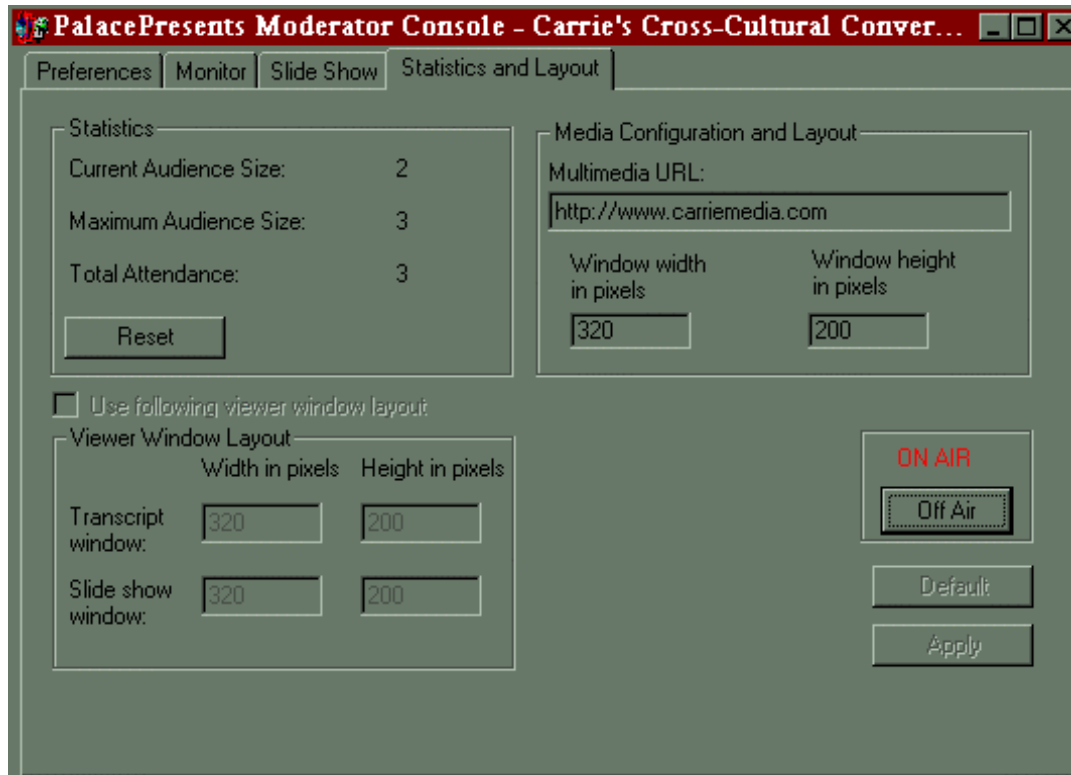 PalacePresents Moderator Console - Carrie's Cross-Cultural Conver...
Preferences Monitor Slide Show Statistics and Layout
Statistics
Current Audience Size: 2
Maximum Audience Size: 3
Total Attendance: 3
Reset
Media Configuration and Layout
Multimedia URL:
http://www.carriemedia.com
Window width
in pixels
Window height
in pixels
320 200
Use following viewer window layout
Viewer Window Layout
Width in pixels Height in pixels
Transcript
window:
320 200
Slide show
window:
320 200
ON AIR
Off Air
Default
Apply